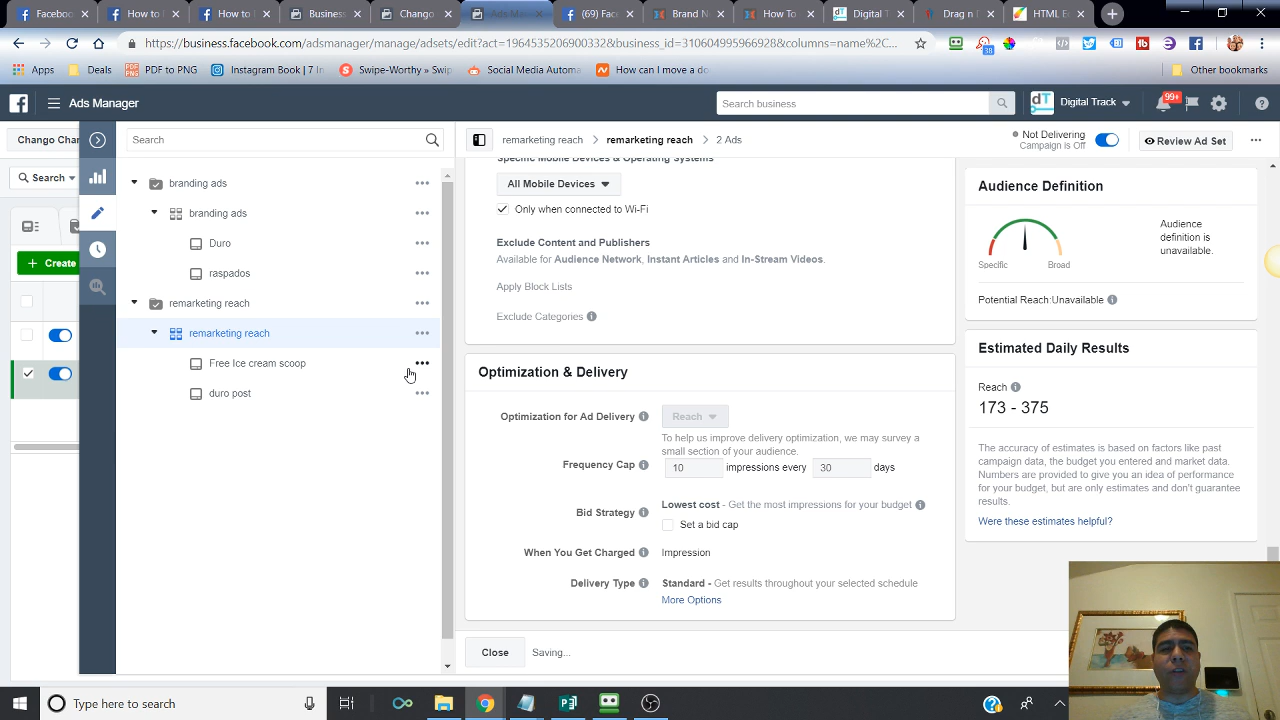 Facebo
How to l
How to l
Business
Chango
Ads Ma
(69) Fac
Brand N
How To
Digital T
Drag n
HTML E
https://business.facebook.com/adsmanager/manage/adsets/edit?act=1964535206900332&business_id=310604995966928&columns=name%2C...
38
Apps
Deals
PDF to PNG
Instagram Book | 7 In
Swipe-Worthy » Swip
Social Media Automa
How can I move a do
Other bookmarks
Ads Manager
Search business
dT
Digital Track
99+
Chango Char
Search
remarketing reach
remarketing reach
2 Ads
Not Delivering
Campaign is Off
Review Ad Set
Search
Create
branding ads
branding ads
Duro
raspados
remarketing reach
remarketing reach
Free Ice cream scoop
duro post
Specific Mobile Devices & Operating Systems
All Mobile Devices
Only when connected to Wi-Fi
Exclude Content and Publishers
Available for Audience Network, Instant Articles and In-Stream Videos.
Apply Block Lists
Exclude Categories
Optimization & Delivery
Optimization for Ad Delivery
Reach
To help us improve delivery optimization, we may survey a
small section of your audience.
Frequency Cap
10 impressions every 30 days
Bid Strategy
Lowest cost - Get the most impressions for your budget
Set a bid cap
When You Get Charged
Impression
Delivery Type
Standard - Get results throughout your selected schedule
More Options
Close
Saving...
Audience Definition
Specific
Broad
Audience
definition is
unavailable.
Potential Reach:Unavailable
Estimated Daily Results
Reach
173 - 375
The accuracy of estimates is based on factors like past
campaign data, the budget you entered and market data.
Numbers are provided to give you an idea of performance
for your budget, but are only estimates and don't guarantee
results.
Were these estimates helpful?
Type here to search